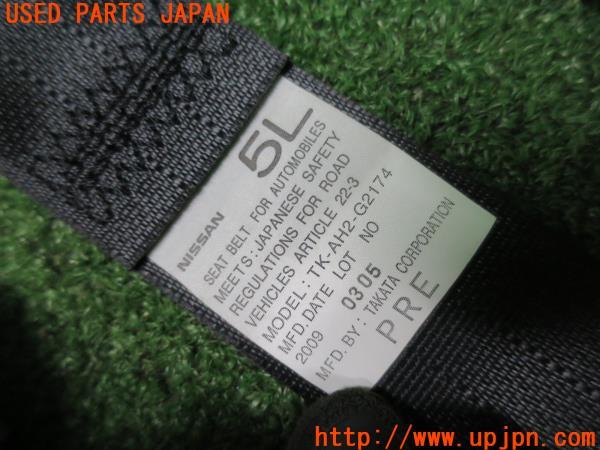 USED PARTS JAPAN
NISSAN 5L
SEAT BELT FOR AUTOMOBILES
MEETS:JAPANESE SAFETY
REGULATIONS FOR ROAD
VEHICLES ARTICLE 22-3
MODEL: TK-AH2-G2174
MFD.DATE LOT NO
2009 0305
MFD.BY: TAKATA CORPORATION
PRE
http://www.upjpn.com/